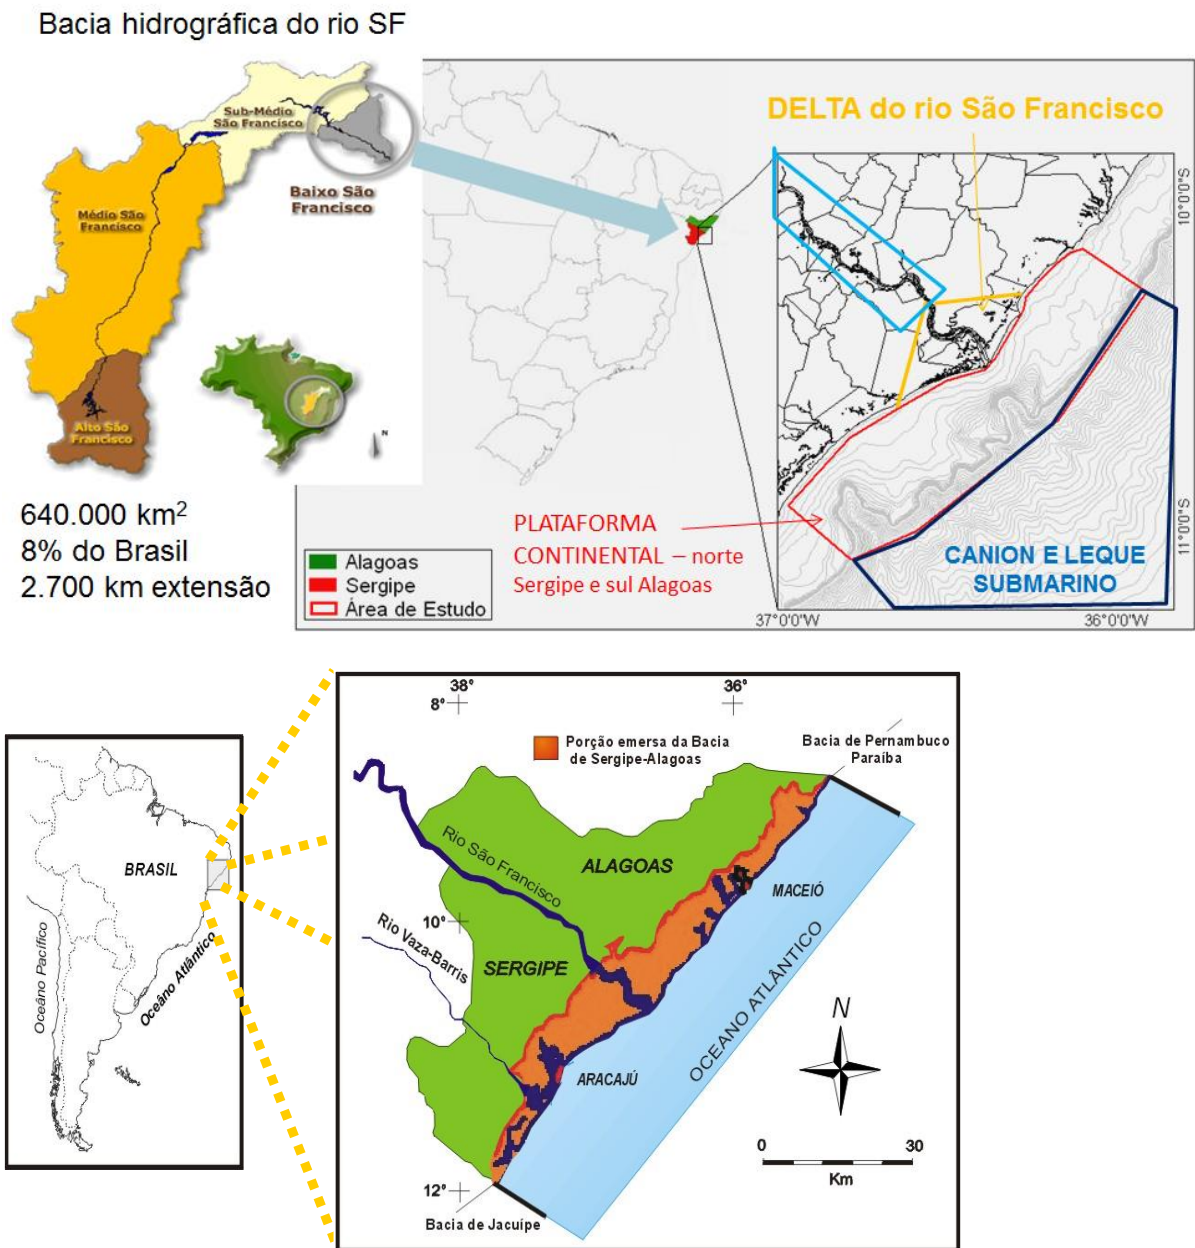 Bacia hidrográfica do rio SF
Sub-Médio
São Francisco
Baixo São
Francisco
Médio São
Francisco
Alto São
Francisco
N
640.000 km²
8% do Brasil
2.700 km extensão
DELTA do rio São Francisco
10°0'0"S
11°0'0"S
PLATAFORMA
CONTINENTAL – norte
Sergipe e sul Alagoas
CANION E LEQUE
SUBMARINO
Alagoas
Sergipe
Área de Estudo
37°0'0"W
36°0'0"W
BRASIL
Oceâno Pacífico
Oceâno Atlântico
38°
36°
8°
Porção emersa da Bacia
de Sergipe-Alagoas
Bacia de Pernambuco
Paraíba
Rio São Francisco
ALAGOAS
MACEIÓ
10°
Rio Vaza-Barris
SERGIPE
OCEANO ATLÂNTICO
N
ARACAJÚ
0
30
Km
12°
Bacia de Jacuípe